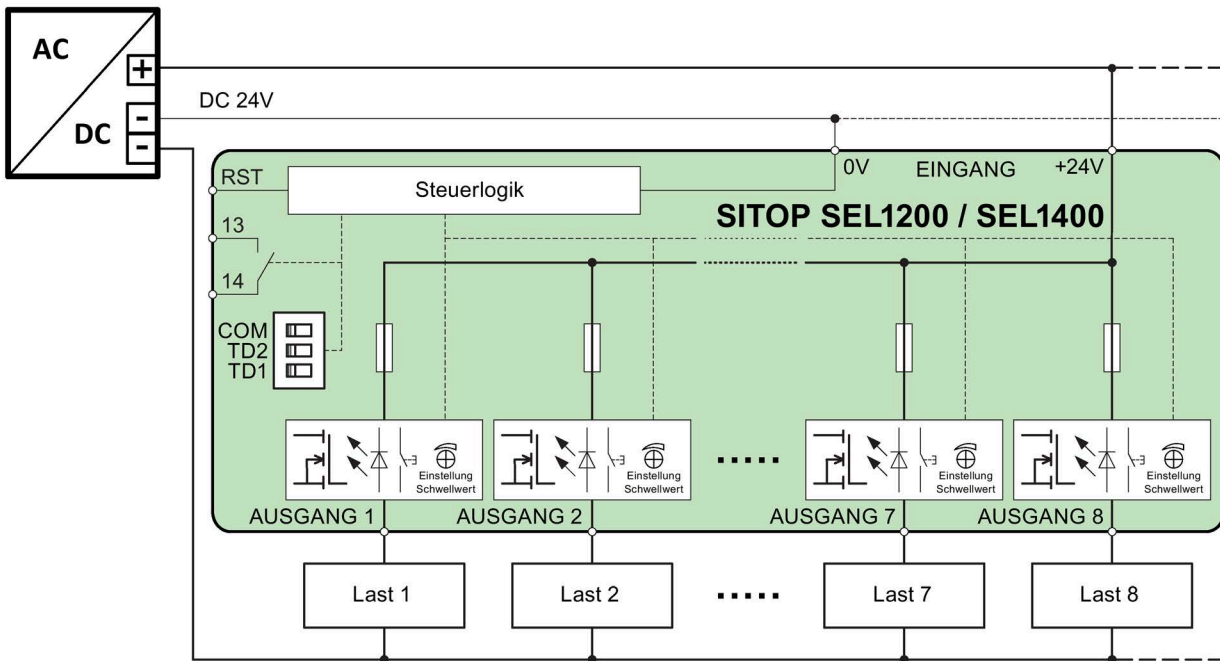 AC
+
DC 24V
-
DC
-
0V EINGANG +24V
RST
Steuerlogik
SITOP SEL1200 / SEL1400
13
14
COM
TD2
TD1
Einstellung
Schwellwert
Einstellung
Schwellwert
Einstellung
Schwellwert
Einstellung
Schwellwert
AUSGANG 1
AUSGANG 2
AUSGANG 7
AUSGANG 8
Last 1
Last 2
Last 7
Last 8